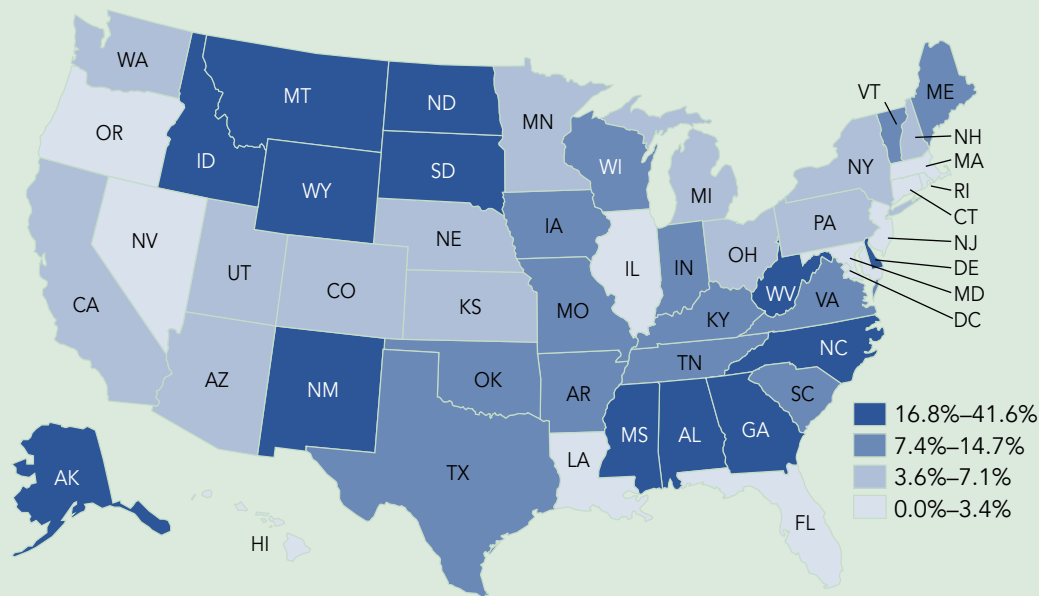 WA
MT
ND
MN
VT
ME
OR
ID
WY
SD
WI
NY
NH
MA
MI
RI
CT
IA
NE
PA
NV
UT
CO
IL
IN
OH
NJ
DE
CA
KS
MO
WV
VA
MD
KY
DC
AZ
NM
OK
AR
TN
NC
SC
MS
AL
GA
TX
LA
AK
HI
FL
16.8%–41.6%
7.4%–14.7%
3.6%–7.1%
0.0%–3.4%